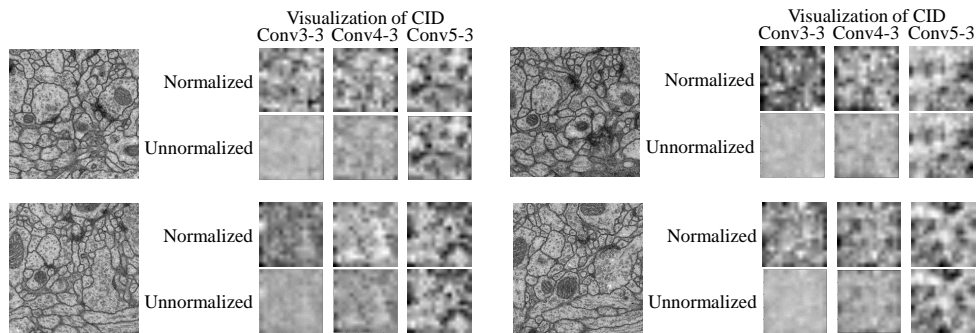 Visualization of CID
Conv3-3 Conv4-3 Conv5-3
Normalized
Unnormalized
Normalized
Unnormalized
Visualization of CID
Conv3-3 Conv4-3 Conv5-3
Normalized
Unnormalized
Normalized
Unnormalized